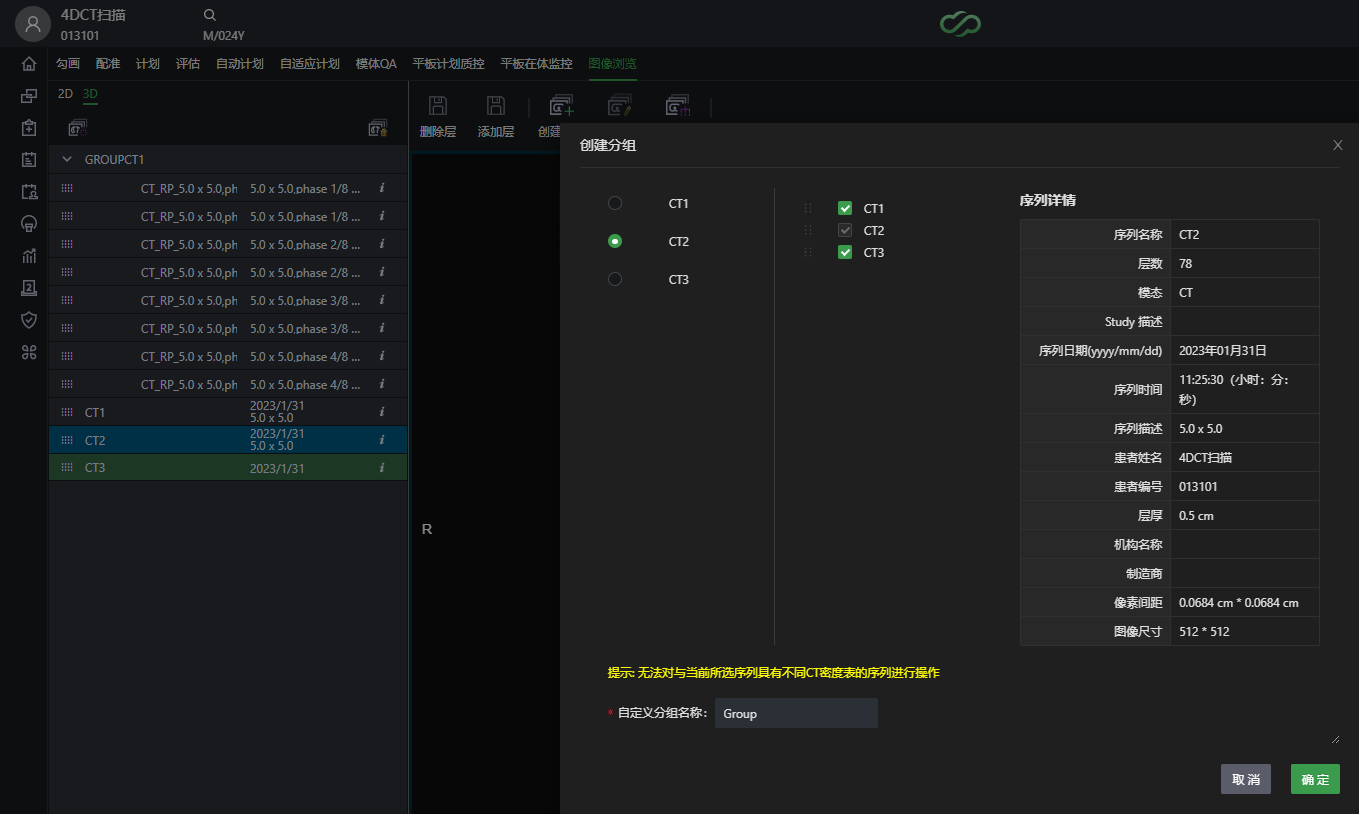 4DCT扫描
013101
M/024Y
勾画 配准 计划 评估 自动计划 自适应计划 模体QA 平板计划质控 平板在体监控 图像浏览
2D 3D
删除层 添加层 创建
GROUPCT1
CT_RP_5.0 x 5.0,ph 5.0 x 5.0,phase 1/8 ...
CT_RP_5.0 x 5.0,ph 5.0 x 5.0,phase 1/8 ...
CT_RP_5.0 x 5.0,ph 5.0 x 5.0,phase 2/8 ...
CT_RP_5.0 x 5.0,ph 5.0 x 5.0,phase 2/8 ...
CT_RP_5.0 x 5.0,ph 5.0 x 5.0,phase 3/8 ...
CT_RP_5.0 x 5.0,ph 5.0 x 5.0,phase 3/8 ...
CT_RP_5.0 x 5.0,ph 5.0 x 5.0,phase 4/8 ...
CT_RP_5.0 x 5.0,ph 5.0 x 5.0,phase 4/8 ...
CT1 2023/1/31
5.0 x 5.0
CT2 2023/1/31
5.0 x 5.0
CT3 2023/1/31
R
创建分组
X
CT1
CT2
CT3
CT1
CT2
CT3
序列详情
序列名称 CT2
层数 78
模态 CT
Study 描述
序列日期(yyyy/mm/dd) 2023年01月31日
序列时间 11:25:30（小时：分：
秒）
序列描述 5.0 x 5.0
患者姓名 4DCT扫描
患者编号 013101
层厚 0.5 cm
机构名称
制造商
像素间距 0.0684 cm * 0.0684 cm
图像尺寸 512 * 512
提示: 无法对与当前所选序列具有不同CT密度表的序列进行操作
* 自定义分组名称： Group
取 消 确 定